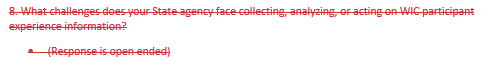 8. What challenges does your State agency face collecting, analyzing, or acting on WIC participant
experience information?
• (Response is open ended)